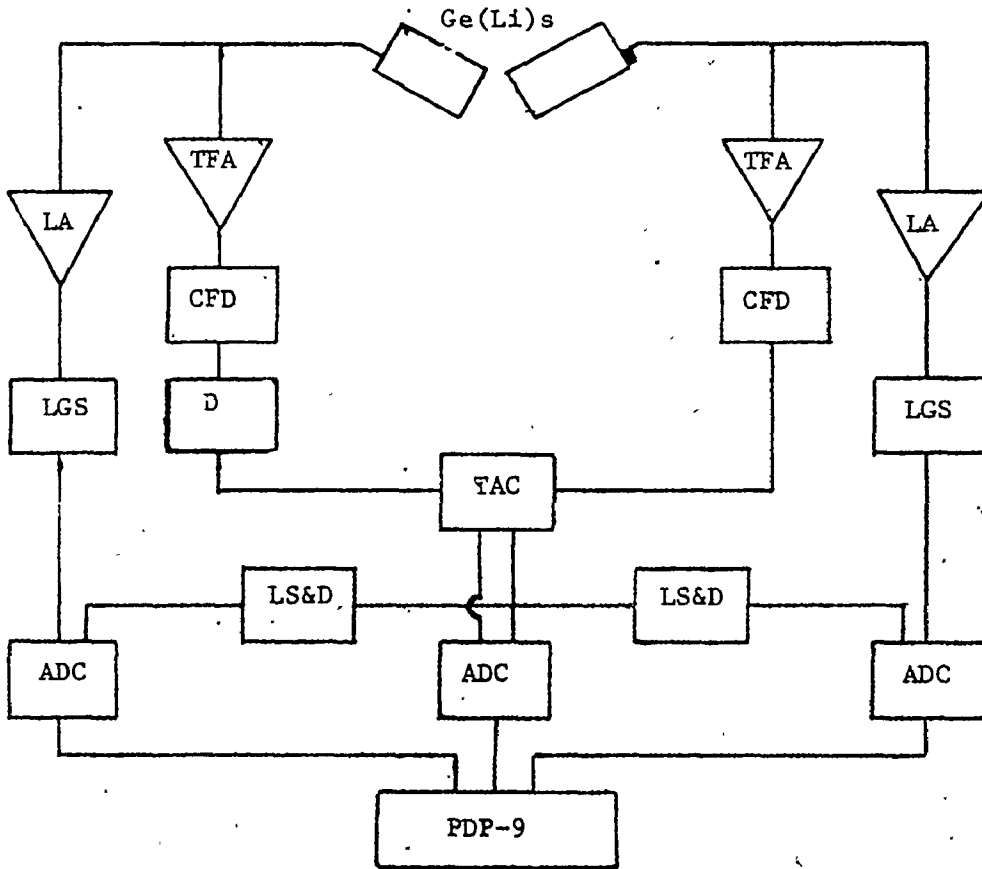 Ge(Li)s
TFA
TFA
LA
LA
CFD
CFD
LGS
D
LGS
TAC
LS&D
LS&D
ADC
ADC
ADC
PDP-9